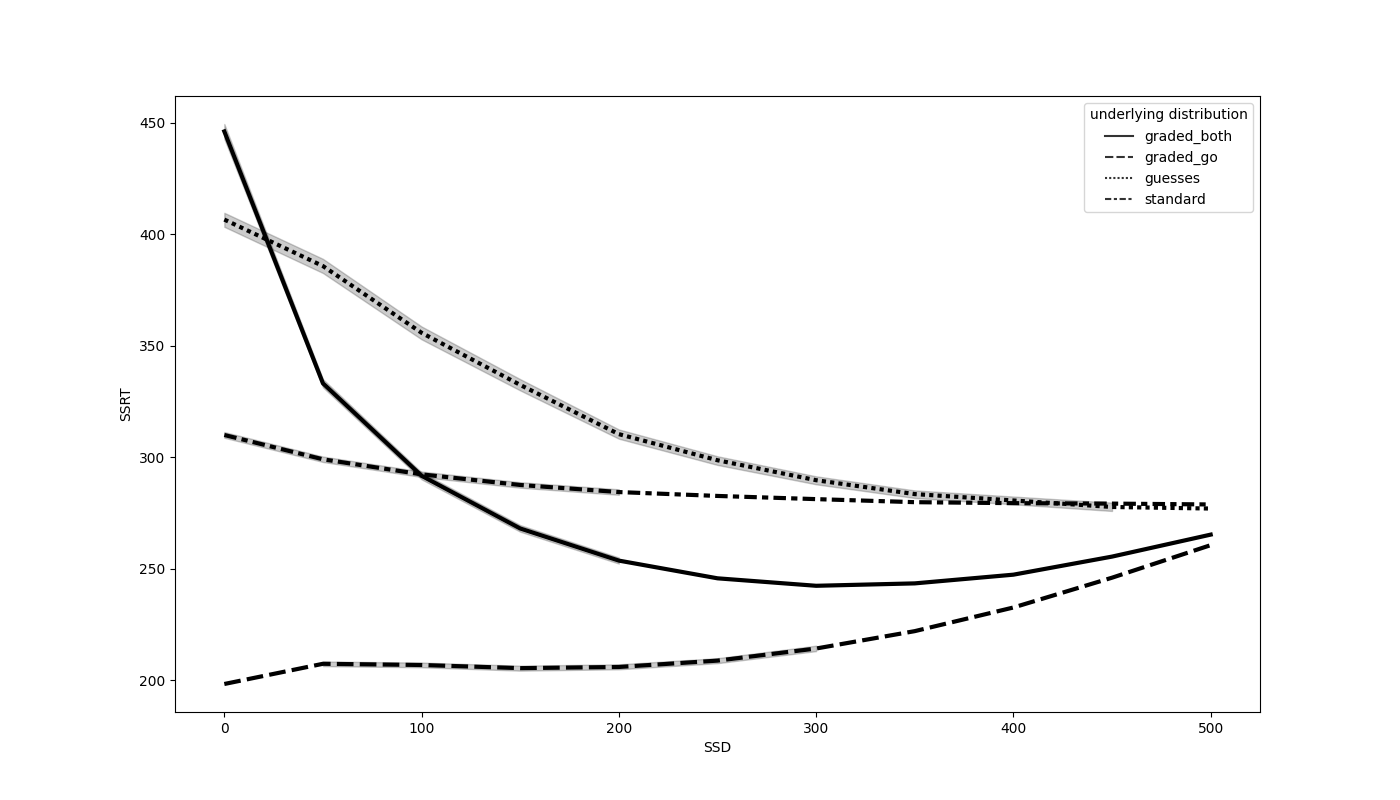 underlying distribution
graded_both
graded_go
guesses
standard
450
400
350
300
250
200
SSRT
0 100 200 300 400 500
SSD